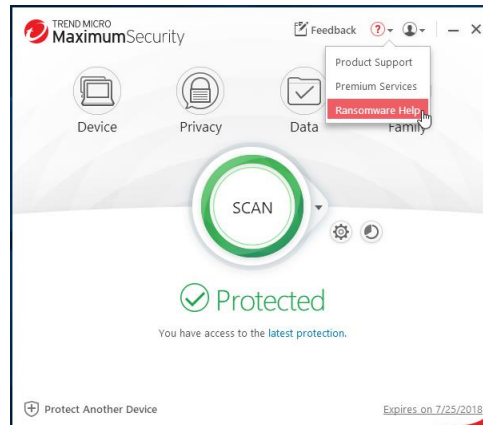 TREND MICRO
MaximumSecurity
Feedback
?
Product Support
Premium Services
Ransomware Help
Device
Privacy
Data
Family
SCAN
Protected
You have access to the latest protection.
Protect Another Device
Expires on 7/25/2018